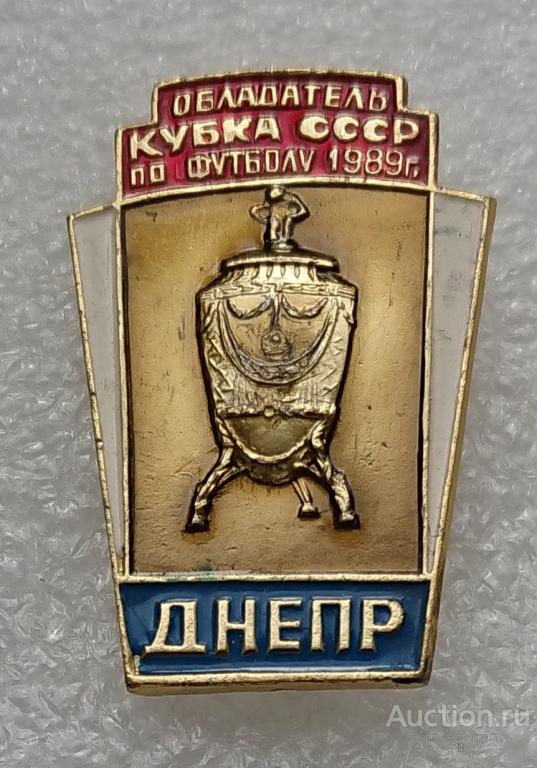 ОБЛАДАТЕЛЬ
КУБКА СССР
ПО ФУТБОЛУ 1989г.
ДНЕПР
Auction.ru